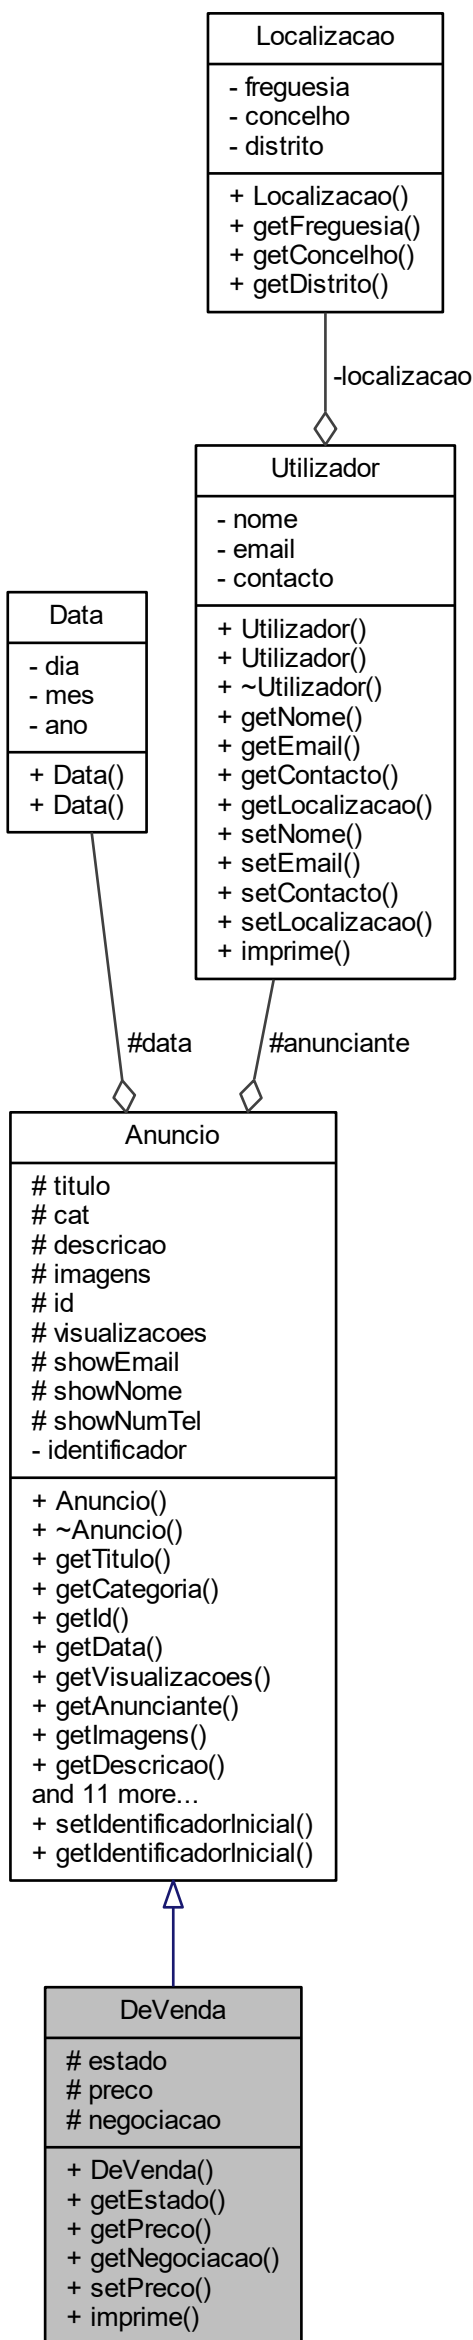 Localizacao
- freguesia
- concelho
- distrito
+ Localizacao()
+ getFreguesia()
+ getConcelho()
+ getDistrito()
-localizacao
Utilizador
- nome
- email
- contacto
+ Utilizador()
+ Utilizador()
+ ~Utilizador()
+ getNome()
+ getEmail()
+ getContacto()
+ getLocalizacao()
+ setNome()
+ setEmail()
+ setContacto()
+ setLocalizacao()
+ imprime()
Data
- dia
- mes
- ano
+ Data()
+ Data()
#data
#anunciante
Anuncio
# titulo
# cat
# descricao
# imagens
# id
# visualizacoes
# showEmail
# showNome
# showNumTel
- identificador
+ Anuncio()
+ ~Anuncio()
+ getTitulo()
+ getCategoria()
+ getId()
+ getData()
+ getVisualizacoes()
+ getAnunciante()
+ getImagens()
+ getDescricao()
and 11 more...
+ setIdentificadorInicial()
+ getIdentificadorInicial()
DeVenda
# estado
# preco
# negociacao
+ DeVenda()
+ getEstado()
+ getPreco()
+ getNegociacao()
+ setPreco()
+ imprime()